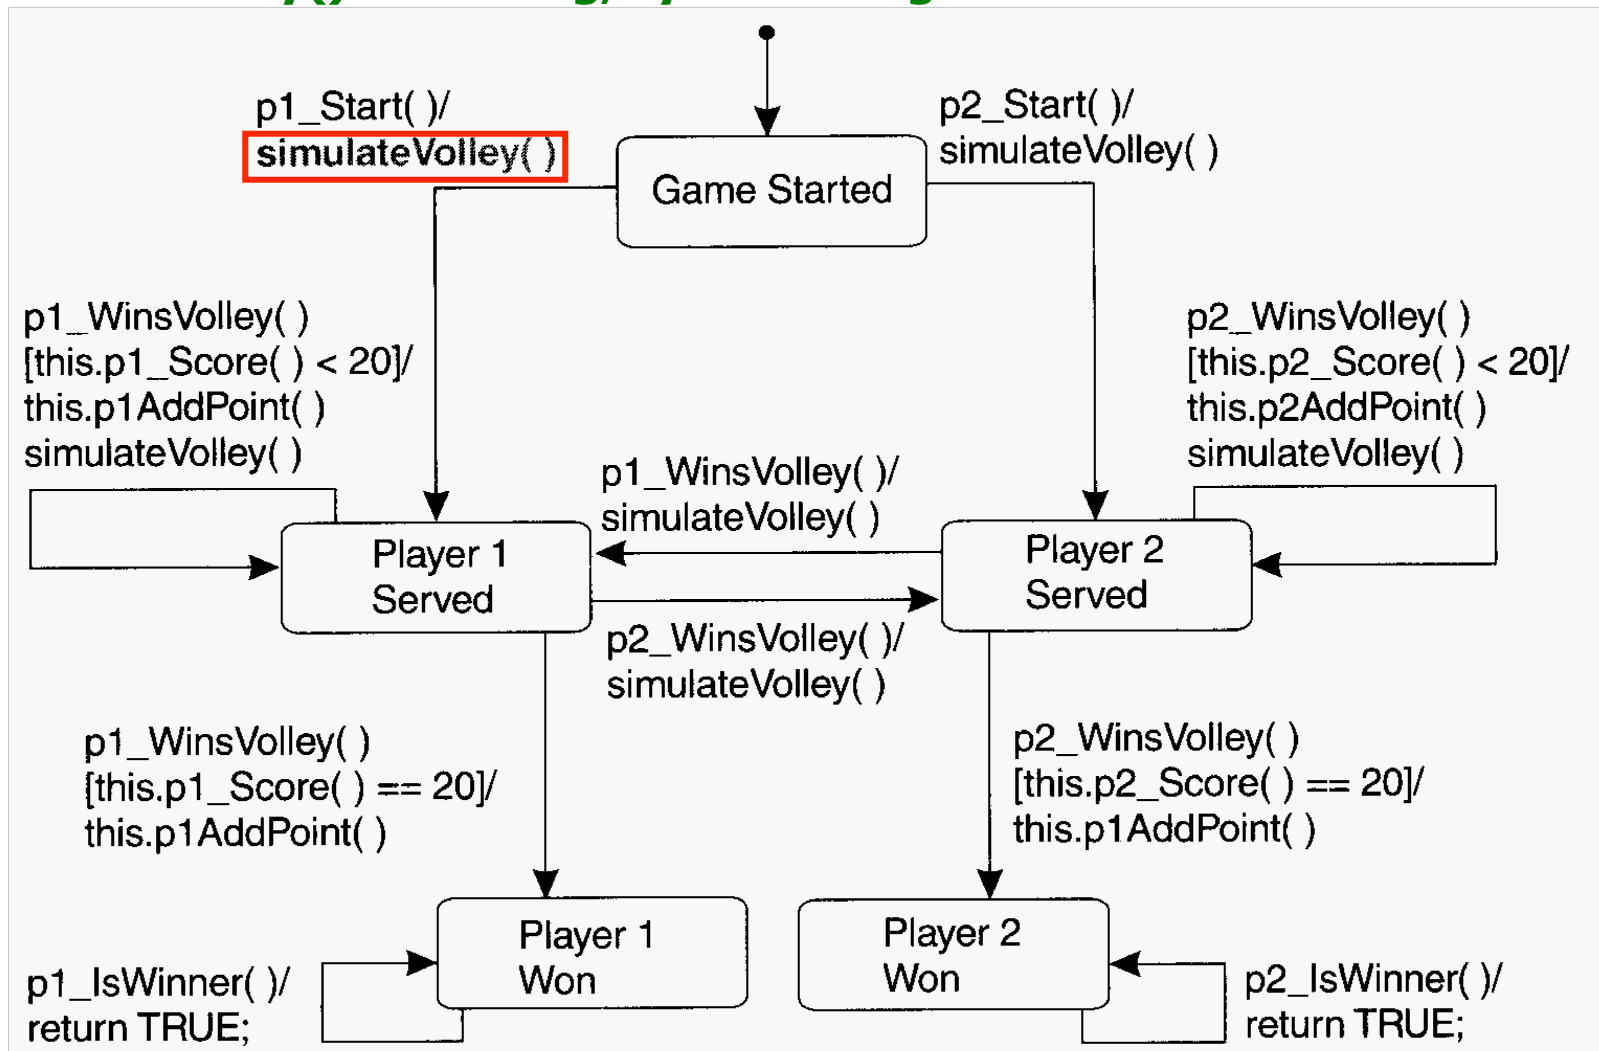 p1_Start( )/
simulateVolley( )
p2_Start( )/
simulateVolley( )
Game Started
p1_WinsVolley( )
[this.p1_Score( ) < 20]/
this.p1AddPoint( )
simulateVolley( )
p2_WinsVolley( )
[this.p2_Score( ) < 20]/
this.p2AddPoint( )
simulateVolley( )
p1_WinsVolley( )/
simulateVolley( )
Player 1
Served
Player 2
Served
p2_WinsVolley( )/
simulateVolley( )
p1_WinsVolley( )
[this.p1_Score( ) == 20]/
this.p1AddPoint( )
p2_WinsVolley( )
[this.p2_Score( ) == 20]/
this.p1AddPoint( )
Player 1
Won
Player 2
Won
p1_IsWinner( )/
return TRUE;
p2_IsWinner( )/
return TRUE;